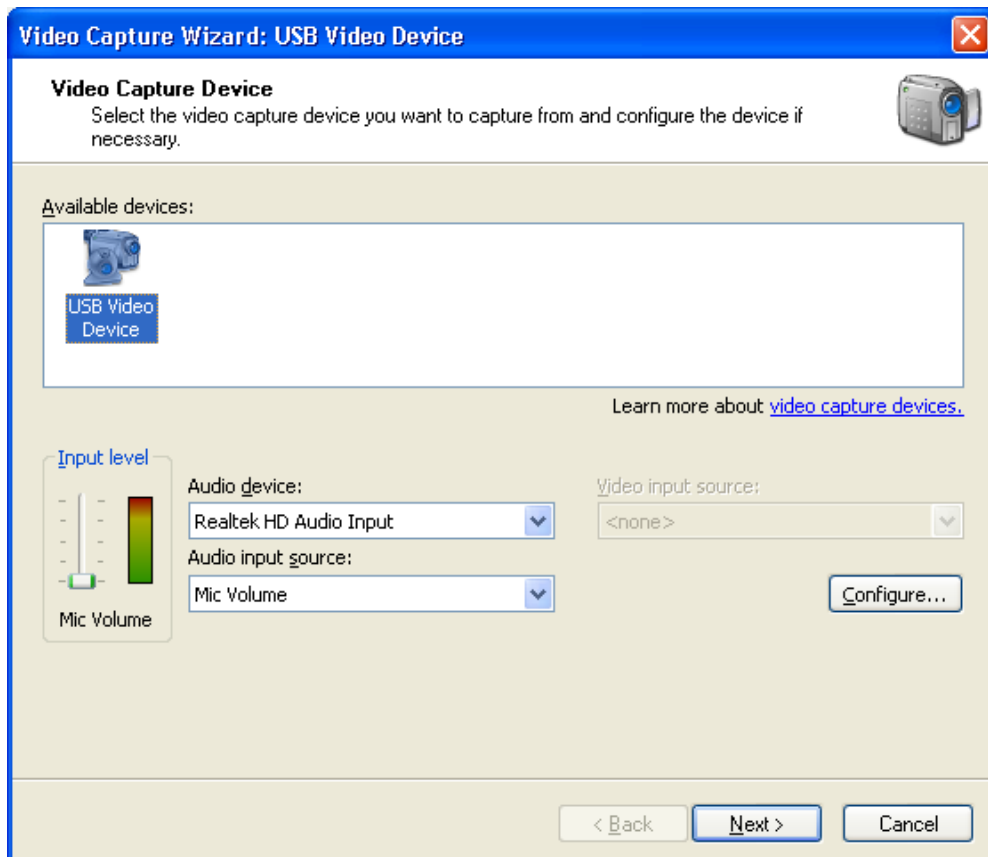 Video Capture Wizard: USB Video Device
Video Capture Device
Select the video capture device you want to capture from and configure the device if
necessary.
Available devices:
USB Video
Device
Learn more about video capture devices.
Input level
Mic Volume
Audio device:
Realtek HD Audio Input
Audio input source:
Mic Volume
Video input source:
<none>
Configure...
< Back
Next >
Cancel